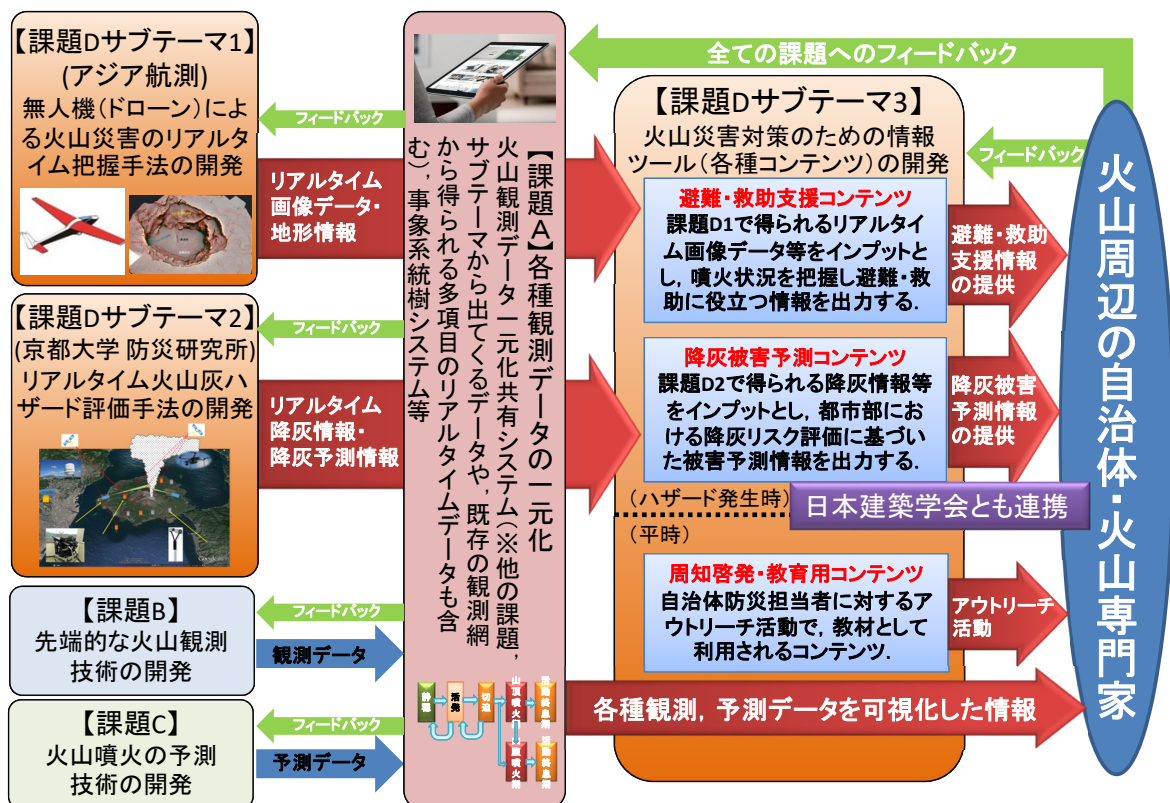 【課題Dサブテーマ1】
(アジア航測)
無人機(ドローン)によ
る火山災害のリアルタ
イム把握手法の開発
フィードバック
リアルタイム
画像データ・
地形情報
【課題Dサブテーマ2】
(京都大学 防災研究所)
リアルタイム火山灰ハ
ザード評価手法の開発
フィードバック
リアルタイム
降灰情報・
降灰予測情報
【課題B】
先端的な火山観測
技術の開発
フィードバック
観測データ
【課題C】
火山噴火の予測
技術の開発
フィードバック
予測データ
【課題A】各種観測データの一元化
火山観測データ一元化共有システム(※他の課題,
サブテーマから出てくるデータや,既存の観測網
から得られる多項目のリアルタイムデータも含
む),事象系統樹システム等
静穏
活発
切迫
山頂噴火
活動終息
活動終息
全ての課題へのフィードバック
【課題Dサブテーマ3】
火山災害対策のための情報
ツール(各種コンテンツ)の開発
フィードバック
避難・救助支援コンテンツ
課題D1で得られるリアルタイ
ム画像データ等をインプットと
し,噴火状況を把握し避難・救
助に役立つ情報を出力する.
避難・救助
支援情報
の提供
降灰被害予測コンテンツ
課題D2で得られる降灰情報等
をインプットとし,都市部にお
ける降灰リスク評価に基づい
た被害予測情報を出力する.
降灰被害
予測情報
の提供
(ハザード発生時)
日本建築学会とも連携
(平時)
周知啓発・教育用コンテンツ
自治体防災担当者に対するア
ウトリーチ活動で,教材として
利用されるコンテンツ.
アウトリーチ
活動
各種観測,予測データを可視化した情報
火山周辺の自治体・火山専門家